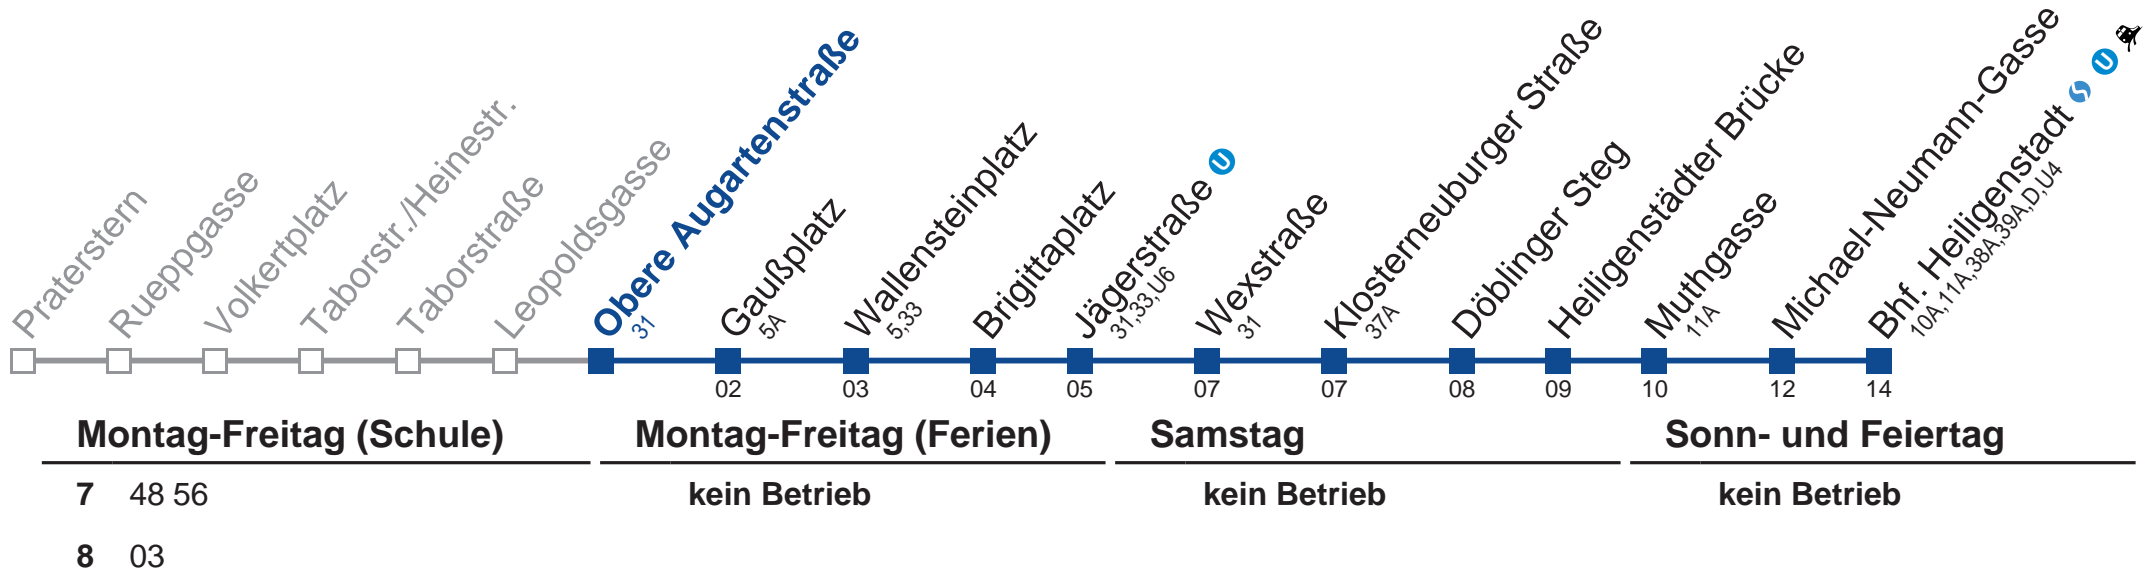 Praterstern
Rueppgasse
Volkertplatz
Taborstr./Heinestr.
Taborstraße
Leopoldsgasse
Obere Augartenstraße
31
Gaußplatz
5A
Wallensteinplatz
5,33
Brigittaplatz
Jägerstraße U
31,33,U6
Wexstraße
31
Klosterneuburger Straße
37A
Döblinger Steg
Heiligenstädter Brücke
Muthgasse
11A
Michael-Neumann-Gasse
Bhf. Heiligenstadt S U
10A,11A,38A,39A,D,U4
02 03 04 05 07 07 08 09 10 12 14
Montag-Freitag (Schule) Montag-Freitag (Ferien) Samstag Sonn- und Feiertag
7 48 56 kein Betrieb kein Betrieb kein Betrieb
8 03